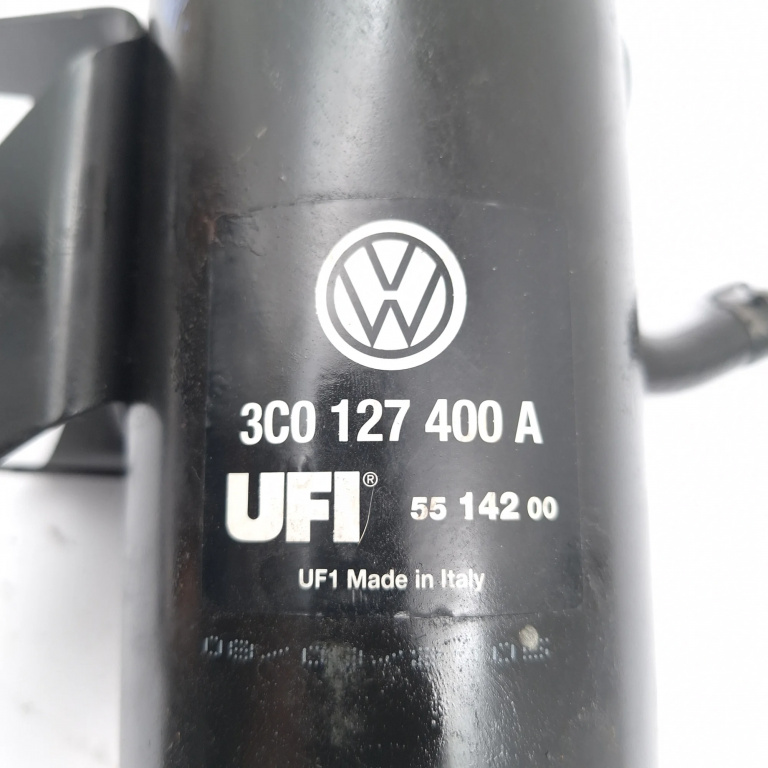 3C0 127 400 A
UFI® 55 142 00
UF1 Made in Italy